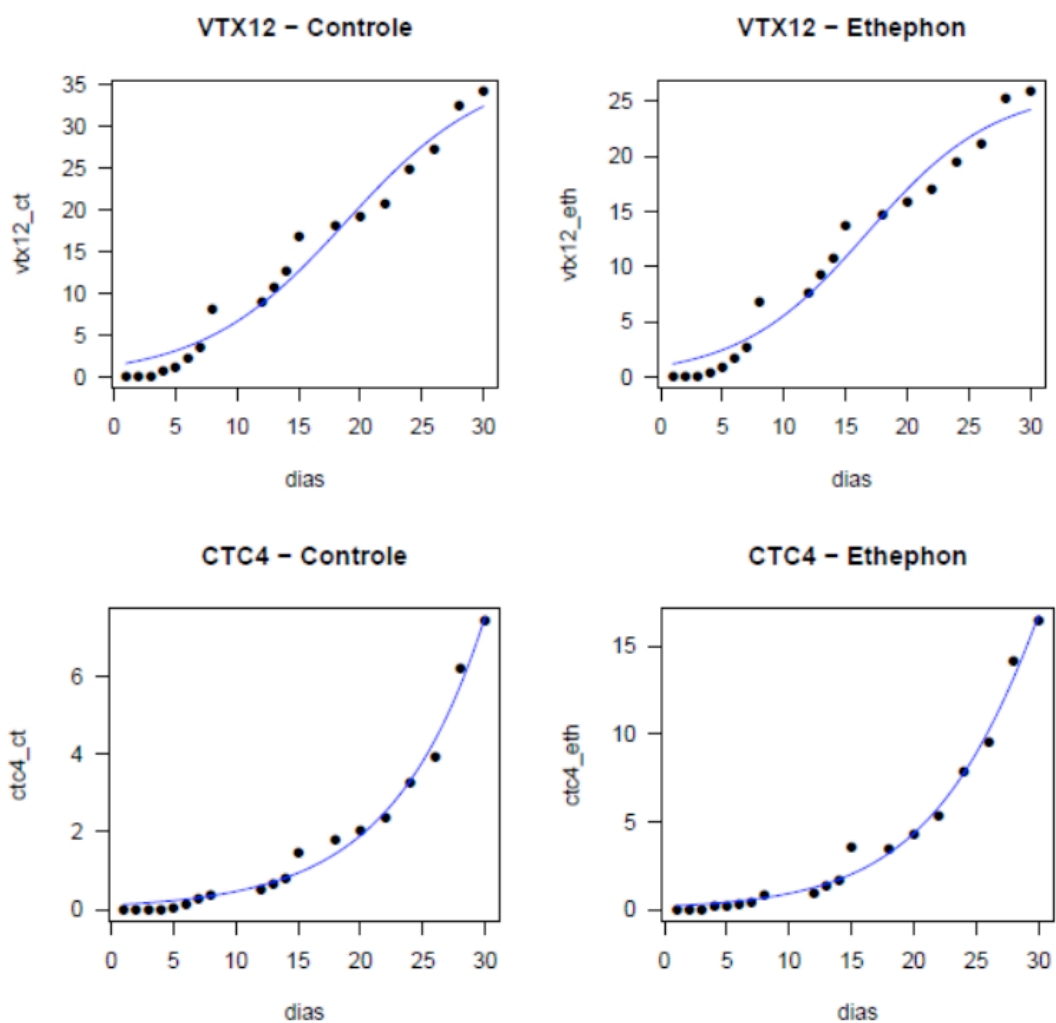 VTX12 − Controle
35
30
25
20
15
10
5
0
vtx12_ct
0 5 10 15 20 25 30
dias
VTX12 − Ethephon
25
20
15
10
5
0
vtx12_eth
0 5 10 15 20 25 30
dias
CTC4 − Controle
6
4
2
0
ctc4_ct
0 5 10 15 20 25 30
dias
CTC4 − Ethephon
15
10
5
0
ctc4_eth
0 5 10 15 20 25 30
dias